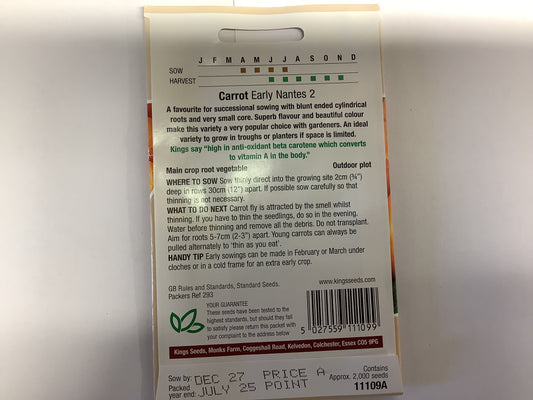 J F M A M J J A S O N D
SOW
HARVEST
Carrot Early Nantes 2
A favourite for successional sowing with blunt ended cylindrical
roots and very small core. Superb flavour and beautiful colour
make this variety a very popular choice with gardeners. An ideal
variety to grow in troughs or planters if space is limited.
Kings say "high in anti-oxidant beta carotene which converts
to vitamin A in the body."
Main crop root vegetable Outdoor plot
WHERE TO SOW Sow thinly direct into the growing site 2cm (¾")
deep in rows 30cm (12") apart. If possible sow carefully so that
thinning is not necessary.
WHAT TO DO NEXT Carrot fly is attracted by the smell whilst
thinning. If you have to thin the seedlings, do so in the evening.
Water before thinning and remove all the debris. Do not transplant.
Aim for roots 5-7cm (2-3") apart. Young carrots can always be
pulled alternately to 'thin as you eat'.
HANDY TIP Early sowings can be made in February or March under
cloches or in a cold frame for an extra early crop.
GB Rules and Standards, Standard Seeds.
Packers Ref 293
www.kingsseeds.com
YOUR GUARANTEE
These seeds have been tested to the
highest standards, but should they fail
to satisfy please return this packet with
your complaint to the address below
5 027559 111099
Kings Seeds, Monks Farm, Coggeshall Road, Kelvedon, Colchester, Essex CO5 9PG
Sow by: DEC 27 PRICE A
Packed
year end: JULY 25 POINT
Contains
Approx. 2,000 seeds
11109A